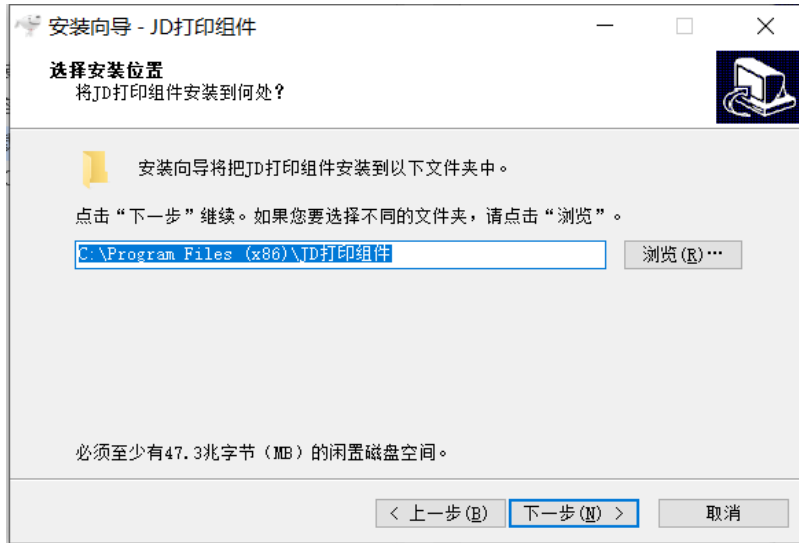 安装向导 - JD打印组件
选择安装位置
将JD打印组件安装到何处?
安装向导将把JD打印组件安装到以下文件夹中。
点击“下一步”继续。如果您要选择不同的文件夹，请点击“浏览”。
C:\Program Files (x86)\JD打印组件
浏览(R)…
必须至少有47.3兆字节（MB）的闲置磁盘空间。
< 上一步(B)
下一步(N) >
取消